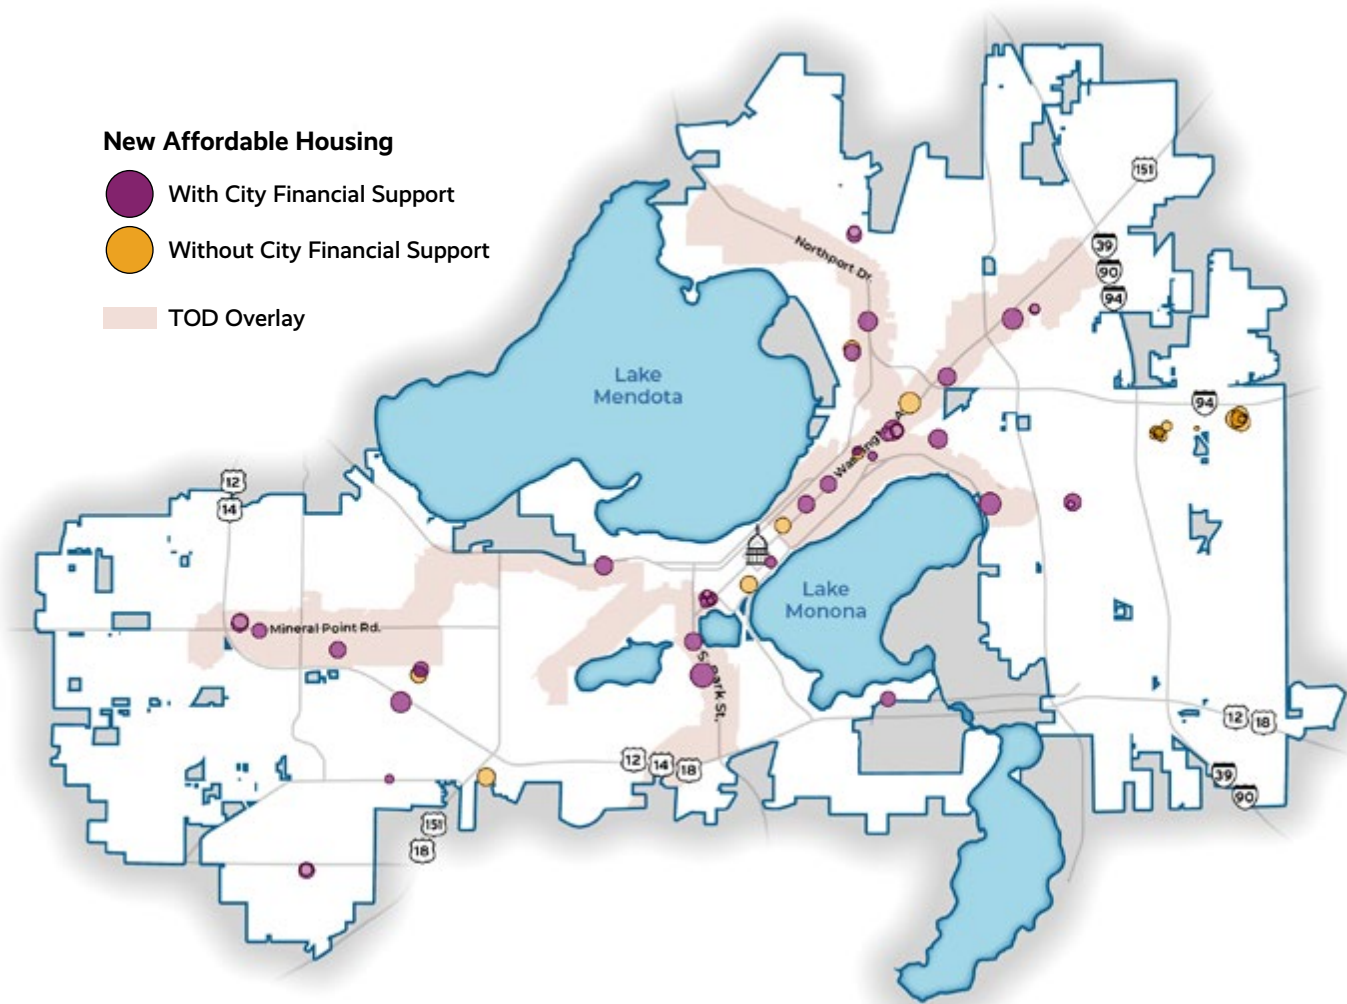 New Affordable Housing
With City Financial Support
Without City Financial Support
TOD Overlay
151
Northport Dr.
39
90
94
Lake
Mendota
94
12
14
Lake
Monona
Mineral Point Rd.
S. Park St.
12
18
12
14
18
39
90
151
18